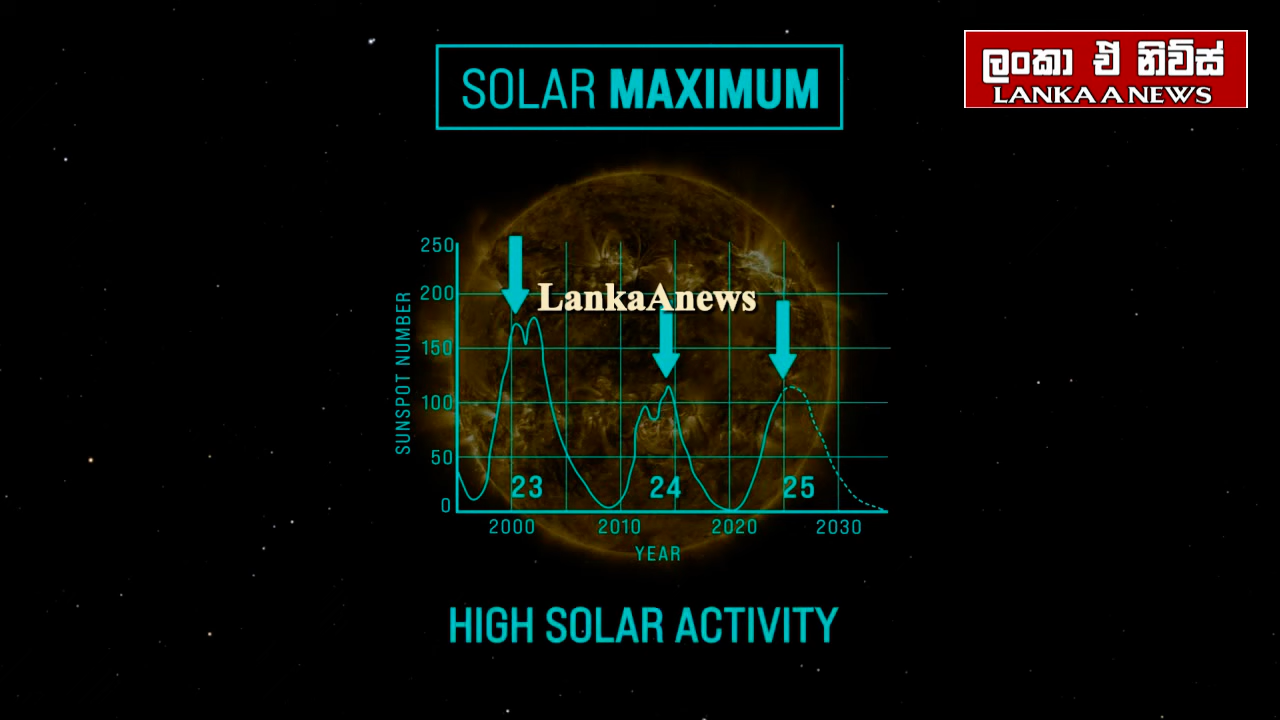 SOLAR MAXIMUM
ලංකා ඒ නිව්ස්
LANKA A NEWS
250
200
150
100
50
0
SUNSPOT NUMBER
LankaAnews
23 24 25
2000 2010 2020 2030
YEAR
HIGH SOLAR ACTIVITY